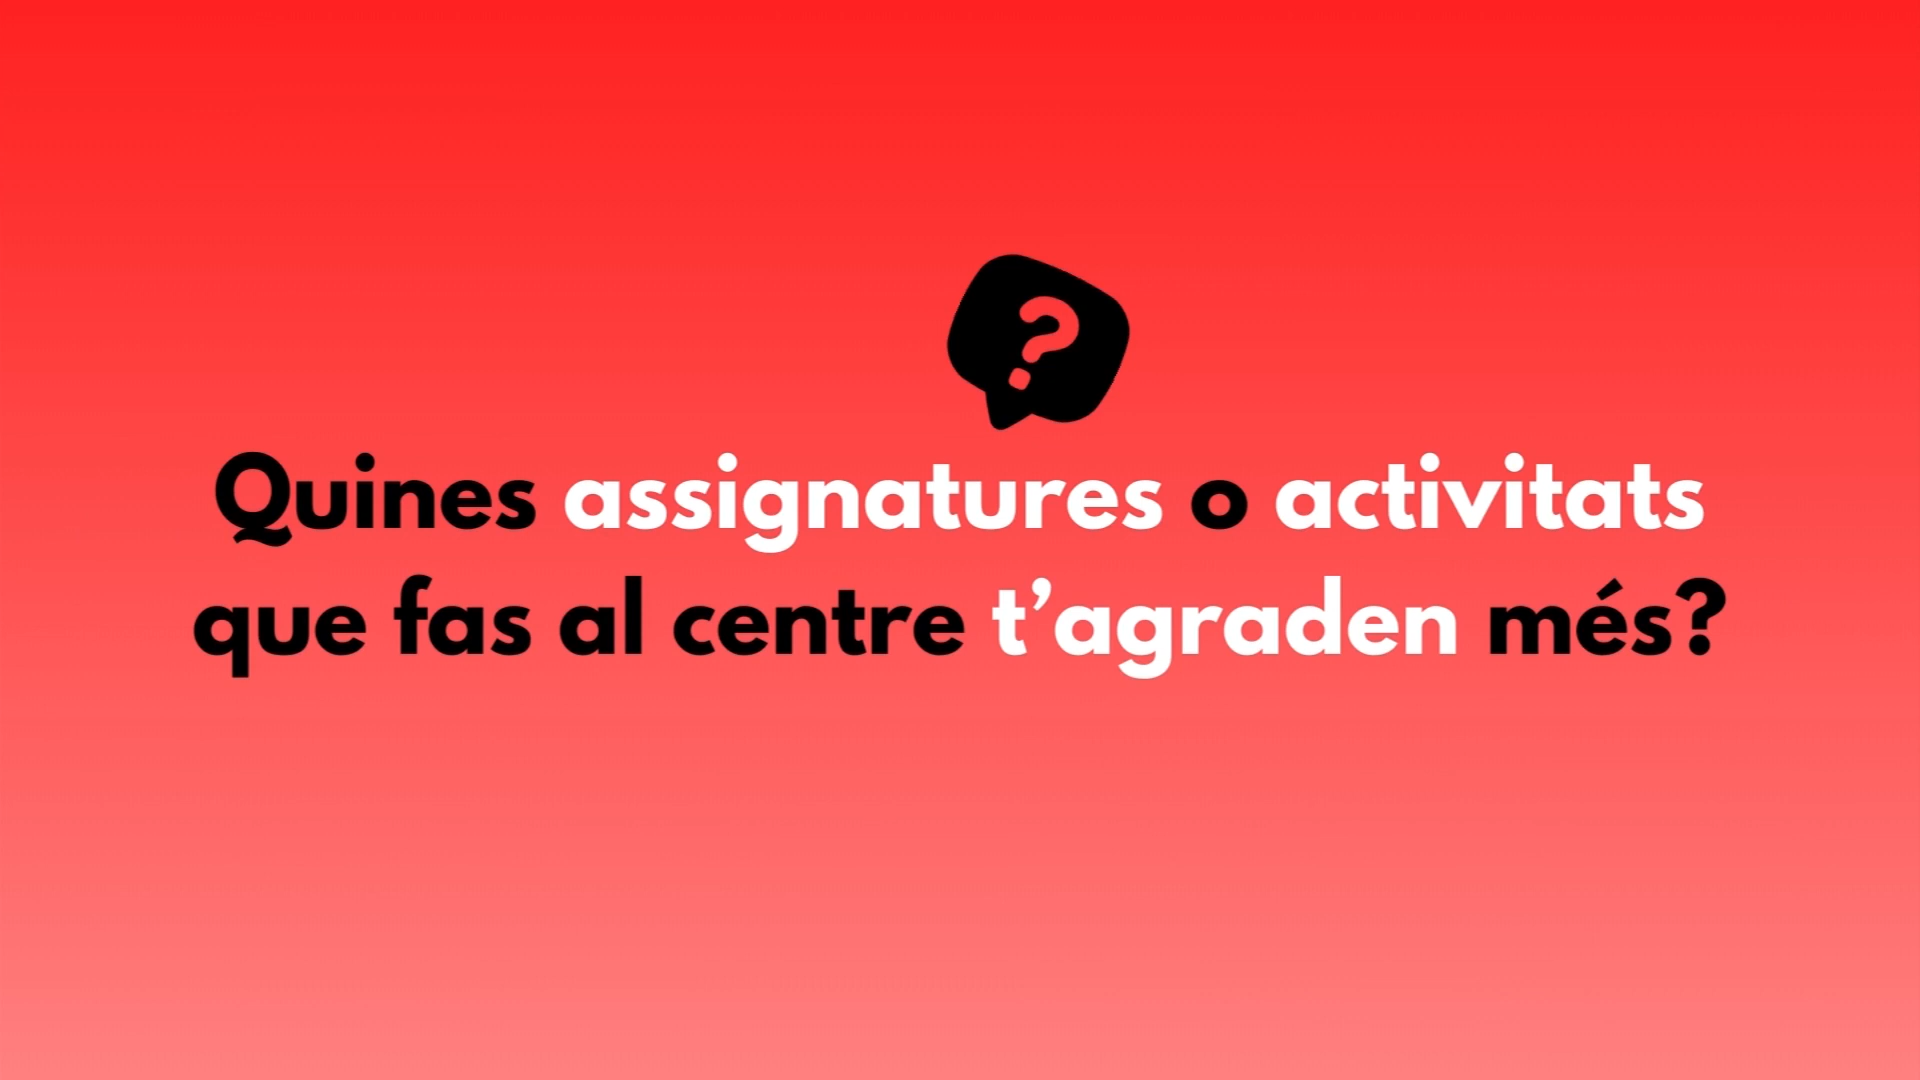 ?
Quines assignatures o activitats
que fas al centre t’agraden més?